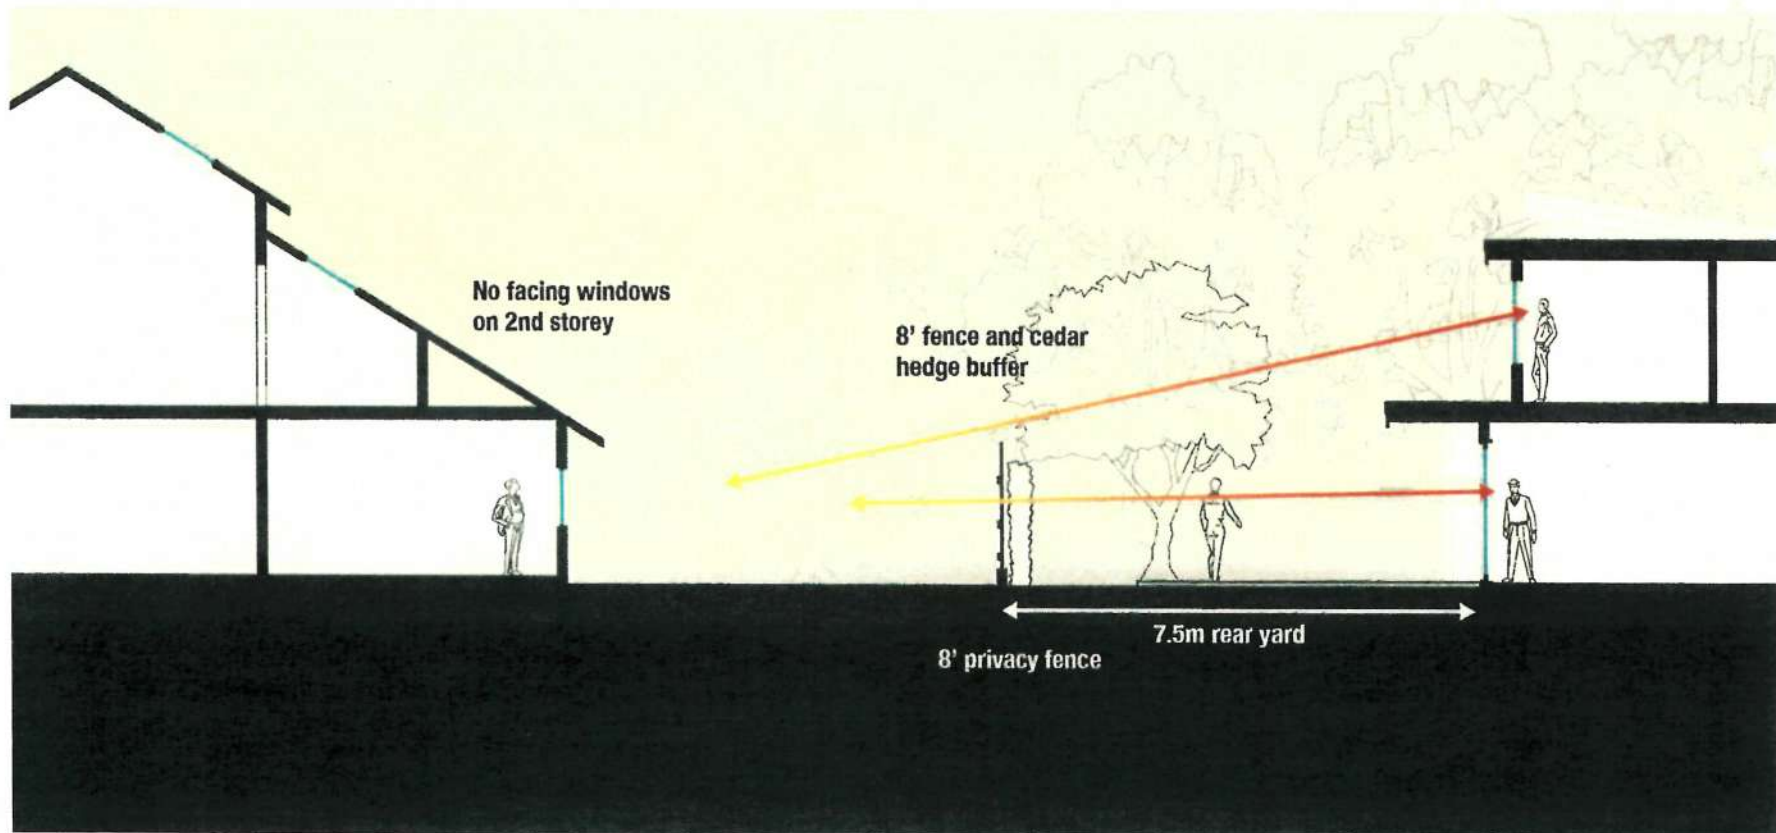 No facing windows
on 2nd storey
8' fence and cedar
hedge buffer
7.5m rear yard
8' privacy fence